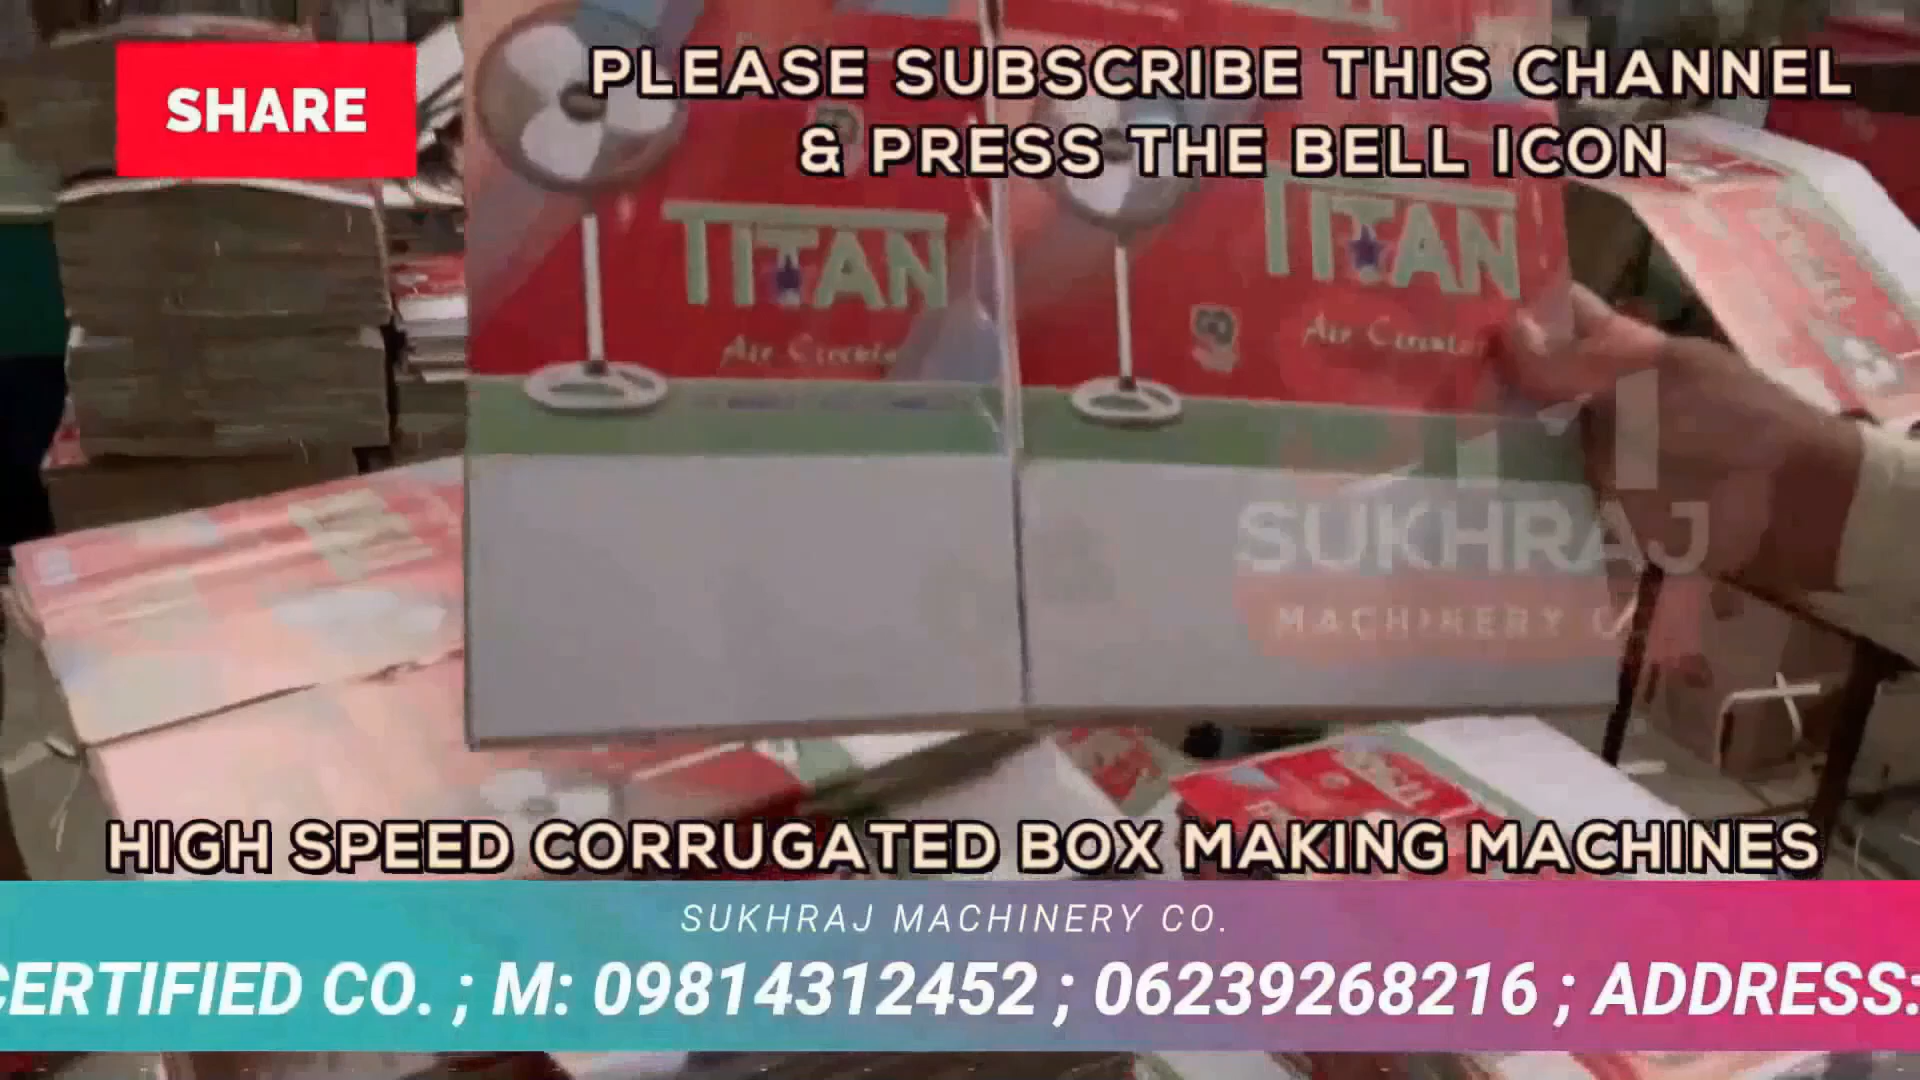 SHARE
PLEASE SUBSCRIBE THIS CHANNEL
& PRESS THE BELL ICON
TITAN
Air
TITAN
Air
SUKHRAJ
MACHINERY
HIGH SPEED CORRUGATED BOX MAKING MACHINES
SUKHRAJ MACHINERY CO.
CERTIFIED CO. ; M: 09814312452 ; 06239268216 ; ADDRESS: